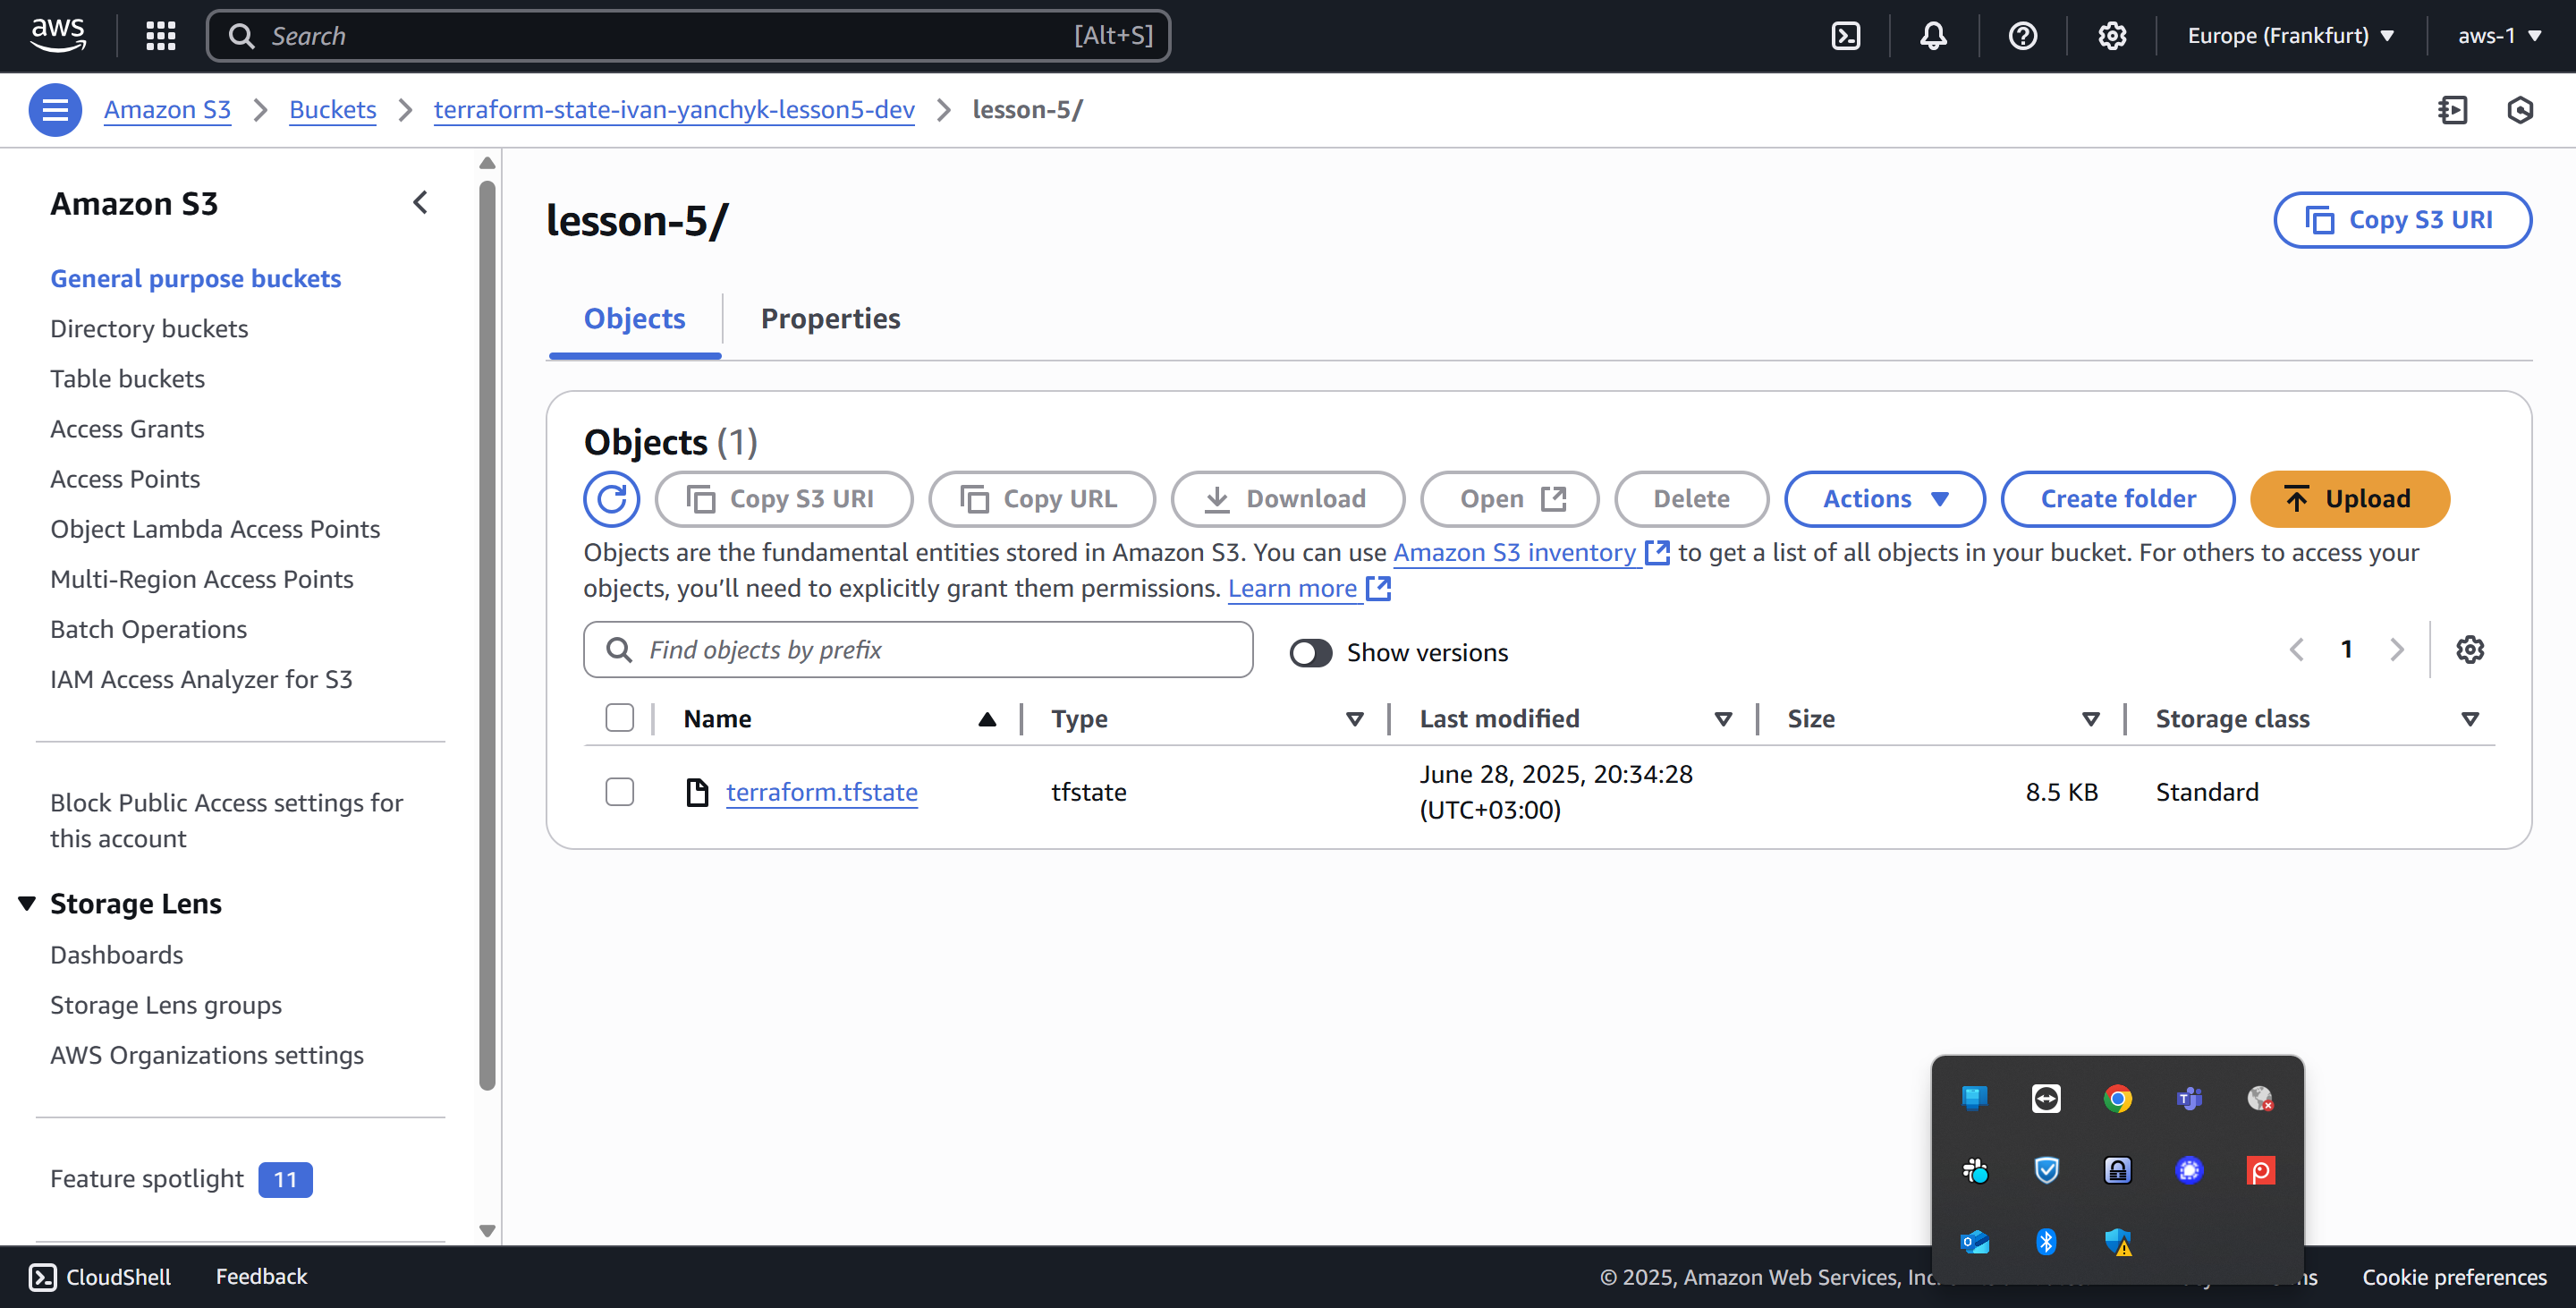 aws
Search [Alt+S]
Europe (Frankfurt)
aws-1
Amazon S3
Buckets
terraform-state-ivan-yanchyk-lesson5-dev
lesson-5/
Amazon S3
General purpose buckets
Directory buckets
Table buckets
Access Grants
Access Points
Object Lambda Access Points
Multi-Region Access Points
Batch Operations
IAM Access Analyzer for S3
Block Public Access settings for
this account
Storage Lens
Dashboards
Storage Lens groups
AWS Organizations settings
Feature spotlight 11
lesson-5/
Copy S3 URI
Objects
Properties
Objects (1)
Copy S3 URI
Copy URL
Download
Open
Delete
Actions
Create folder
Upload
Objects are the fundamental entities stored in Amazon S3. You can use Amazon S3 inventory to get a list of all objects in your bucket. For others to access your
objects, you’ll need to explicitly grant them permissions. Learn more
Find objects by prefix
Show versions
1
Name Type Last modified Size Storage class
terraform.tfstate tfstate June 28, 2025, 20:34:28 8.5 KB Standard
(UTC+03:00)
CloudShell
Feedback
© 2025, Amazon Web Services, Inc.
Cookie preferences